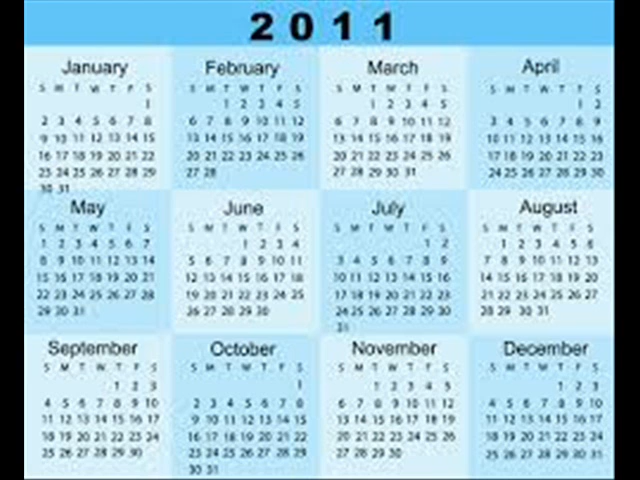 2011
January
S M T W T F S
1
2 3 4 5 6 7 8
9 10 11 12 13 14 15
16 17 18 19 20 21 22
23 24 25 26 27 28 29
30 31
February
S M T W T F S
1 2 3 4 5
6 7 8 9 10 11 12
13 14 15 16 17 18 19
20 21 22 23 24 25 26
27 28
March
S M T W T F S
1 2 3 4 5
6 7 8 9 10 11 12
13 14 15 16 17 18 19
20 21 22 23 24 25 26
27 28 29 30 31
April
S M T W T F S
1 2
3 4 5 6 7 8 9
10 11 12 13 14 15 16
17 18 19 20 21 22 23
24 25 26 27 28 29 30
May
S M T W T F S
1 2 3 4 5 6 7
8 9 10 11 12 13 14
15 16 17 18 19 20 21
22 23 24 25 26 27 28
29 30 31
June
S M T W T F S
1 2 3 4
5 6 7 8 9 10 11
12 13 14 15 16 17 18
19 20 21 22 23 24 25
26 27 28 29 30
July
S M T W T F S
1 2
3 4 5 6 7 8 9
10 11 12 13 14 15 16
17 18 19 20 21 22 23
24 25 26 27 28 29 30
31
August
S M T W T F S
1 2 3 4 5 6
7 8 9 10 11 12 13
14 15 16 17 18 19 20
21 22 23 24 25 26 27
28 29 30 31
September
S M T W T F S
1 2 3
4 5 6 7 8 9 10
11 12 13 14 15 16 17
18 19 20 21 22 23 24
25 26 27 28 29 30
October
S M T W T F S
1
2 3 4 5 6 7 8
9 10 11 12 13 14 15
16 17 18 19 20 21 22
23 24 25 26 27 28 29
30 31
November
S M T W T F S
1 2 3 4 5
6 7 8 9 10 11 12
13 14 15 16 17 18 19
20 21 22 23 24 25 26
27 28 29 30
December
S M T W T F S
1 2 3
4 5 6 7 8 9 10
11 12 13 14 15 16 17
18 19 20 21 22 23 24
25 26 27 28 29 30 31